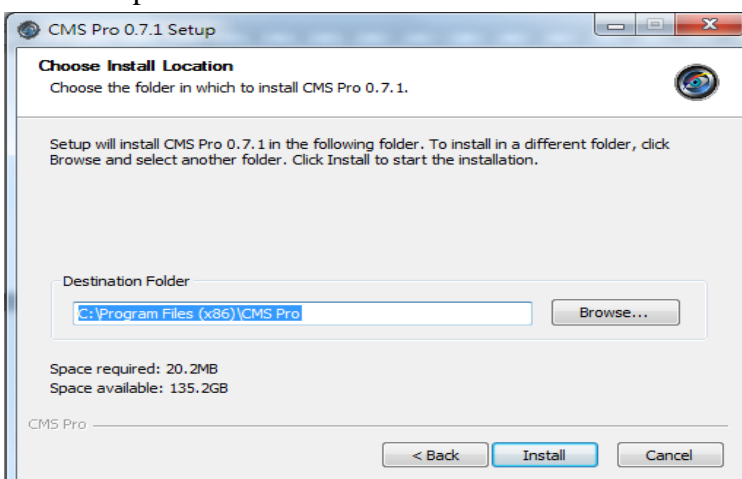 CMS Pro 0.7.1 Setup
Choose Install Location
Choose the folder in which to install CMS Pro 0.7.1.
Setup will install CMS Pro 0.7.1 in the following folder. To install in a different folder, click
Browse and select another folder. Click Install to start the installation.
Destination Folder
C:\Program Files (x86)\CMS Pro
Browse...
Space required: 20.2MB
Space available: 135.2GB
CMS Pro
< Back Install Cancel